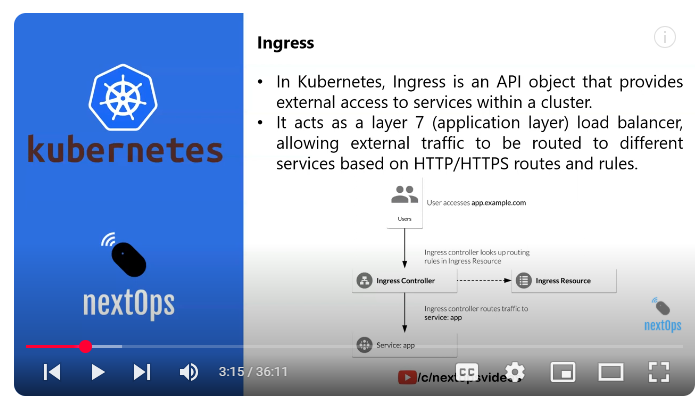 Ingress
• In Kubernetes, Ingress is an API object that provides
external access to services within a cluster.
• It acts as a layer 7 (application layer) load balancer,
allowing external traffic to be routed to different
services based on HTTP/HTTPS routes and rules.
kubernetes
nextOps
Users
User accesses app.example.com
Ingress controller looks up routing
rules in Ingress Resource
Ingress Controller
Ingress Resource
Ingress controller routes traffic to
service: app
Service: app
nextOps
3:15 / 36:11
CC